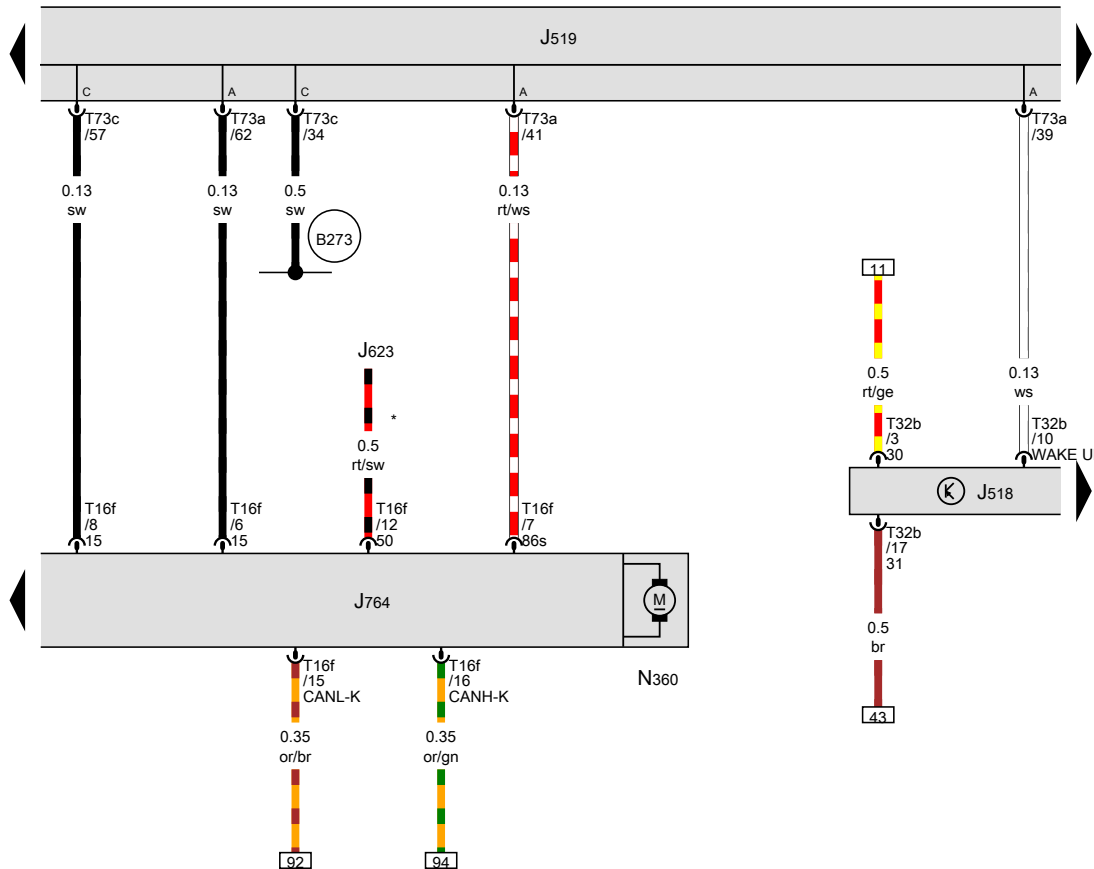 J519
C
A
C
A
A
T73c
/57
T73a
/62
T73c
/34
T73a
/41
T73a
/39
0.13
sw
0.13
sw
0.5
sw
0.13
rt/ws
B273
11
J623
*
0.5
rt/ge
0.13
ws
0.5
rt/sw
T32b
/3
30
T32b
/10
WAKE U
J518
T16f
/8
15
T16f
/6
15
T16f
/12
50
T16f
/7
86s
T32b
/17
31
J764
M
N360
0.5
br
T16f
/15
CANL-K
T16f
/16
CANH-K
43
0.35
or/br
0.35
or/gn
92
94